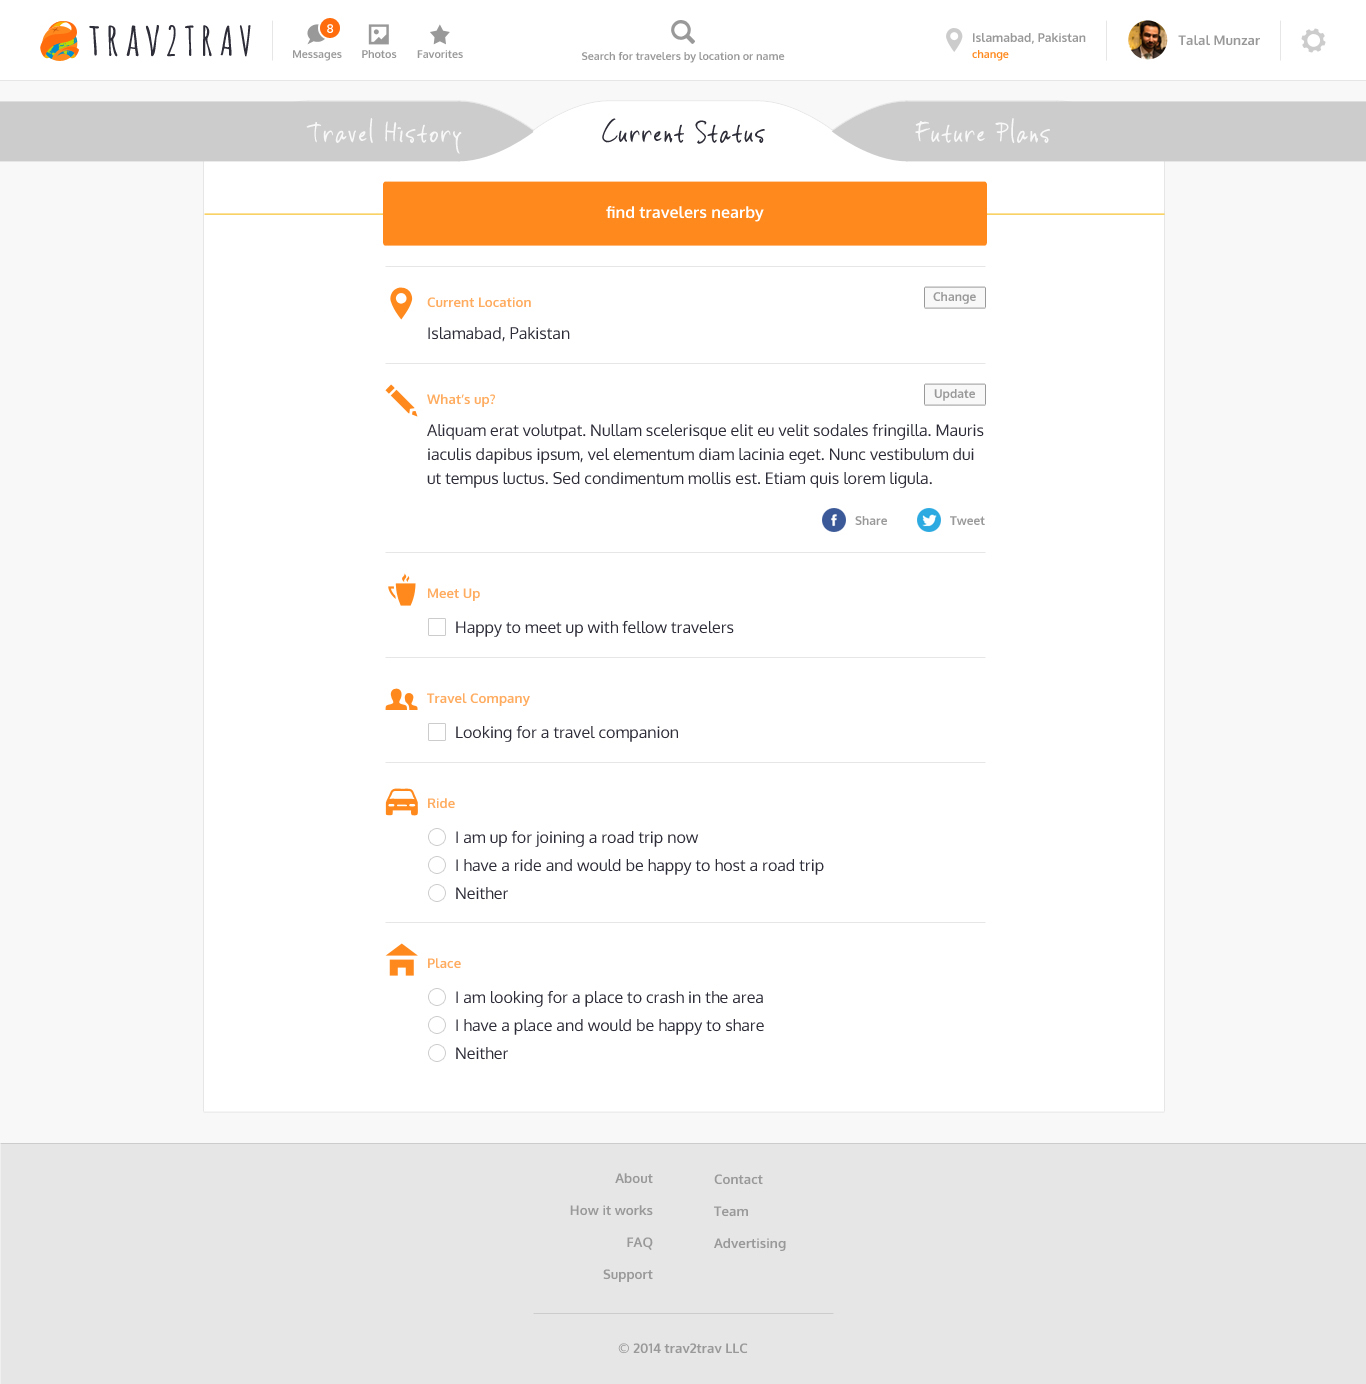 TRAV2TRAV
8
Messages
Photos
Favorites
Search for travelers by location or name
Islamabad, Pakistan
change
Talal Munzar
Travel History
Current Status
Future Plans
find travelers nearby
Current Location
Change
Islamabad, Pakistan
What's up?
Update
Aliquam erat volutpat. Nullam scelerisque elit eu velit sodales fringilla. Mauris
iaculis dapibus ipsum, vel elementum diam lacinia eget. Nunc vestibulum dui
ut tempus luctus. Sed condimentum mollis est. Etiam quis lorem ligula.
f
Share
Tweet
Meet Up
Happy to meet up with fellow travelers
Travel Company
Looking for a travel companion
Ride
I am up for joining a road trip now
I have a ride and would be happy to host a road trip
Neither
Place
I am looking for a place to crash in the area
I have a place and would be happy to share
Neither
About
How it works
FAQ
Support
Contact
Team
Advertising
© 2014 trav2trav LLC